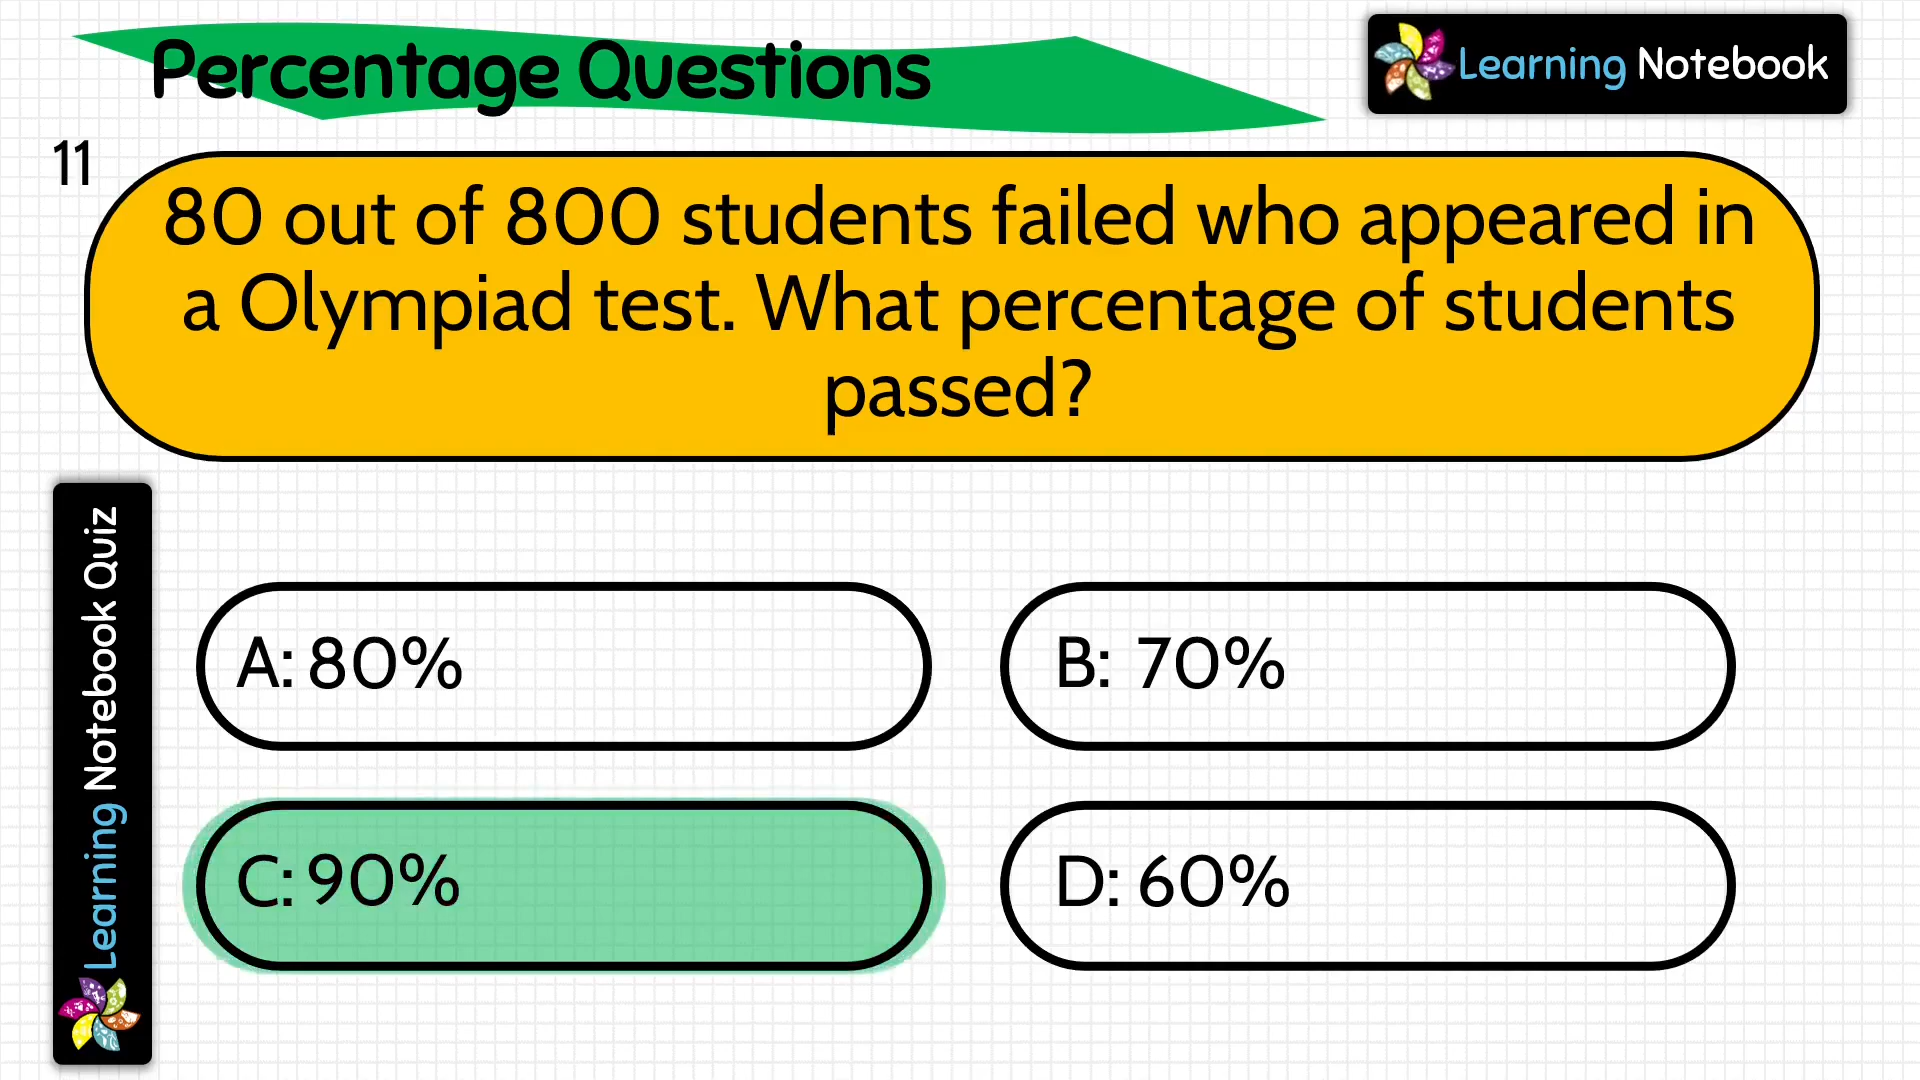 Percentage Questions
Learning Notebook
11
80 out of 800 students failed who appeared in
a Olympiad test. What percentage of students
passed?
Learning Notebook Quiz
A: 80%
B: 70%
C: 90%
D: 60%